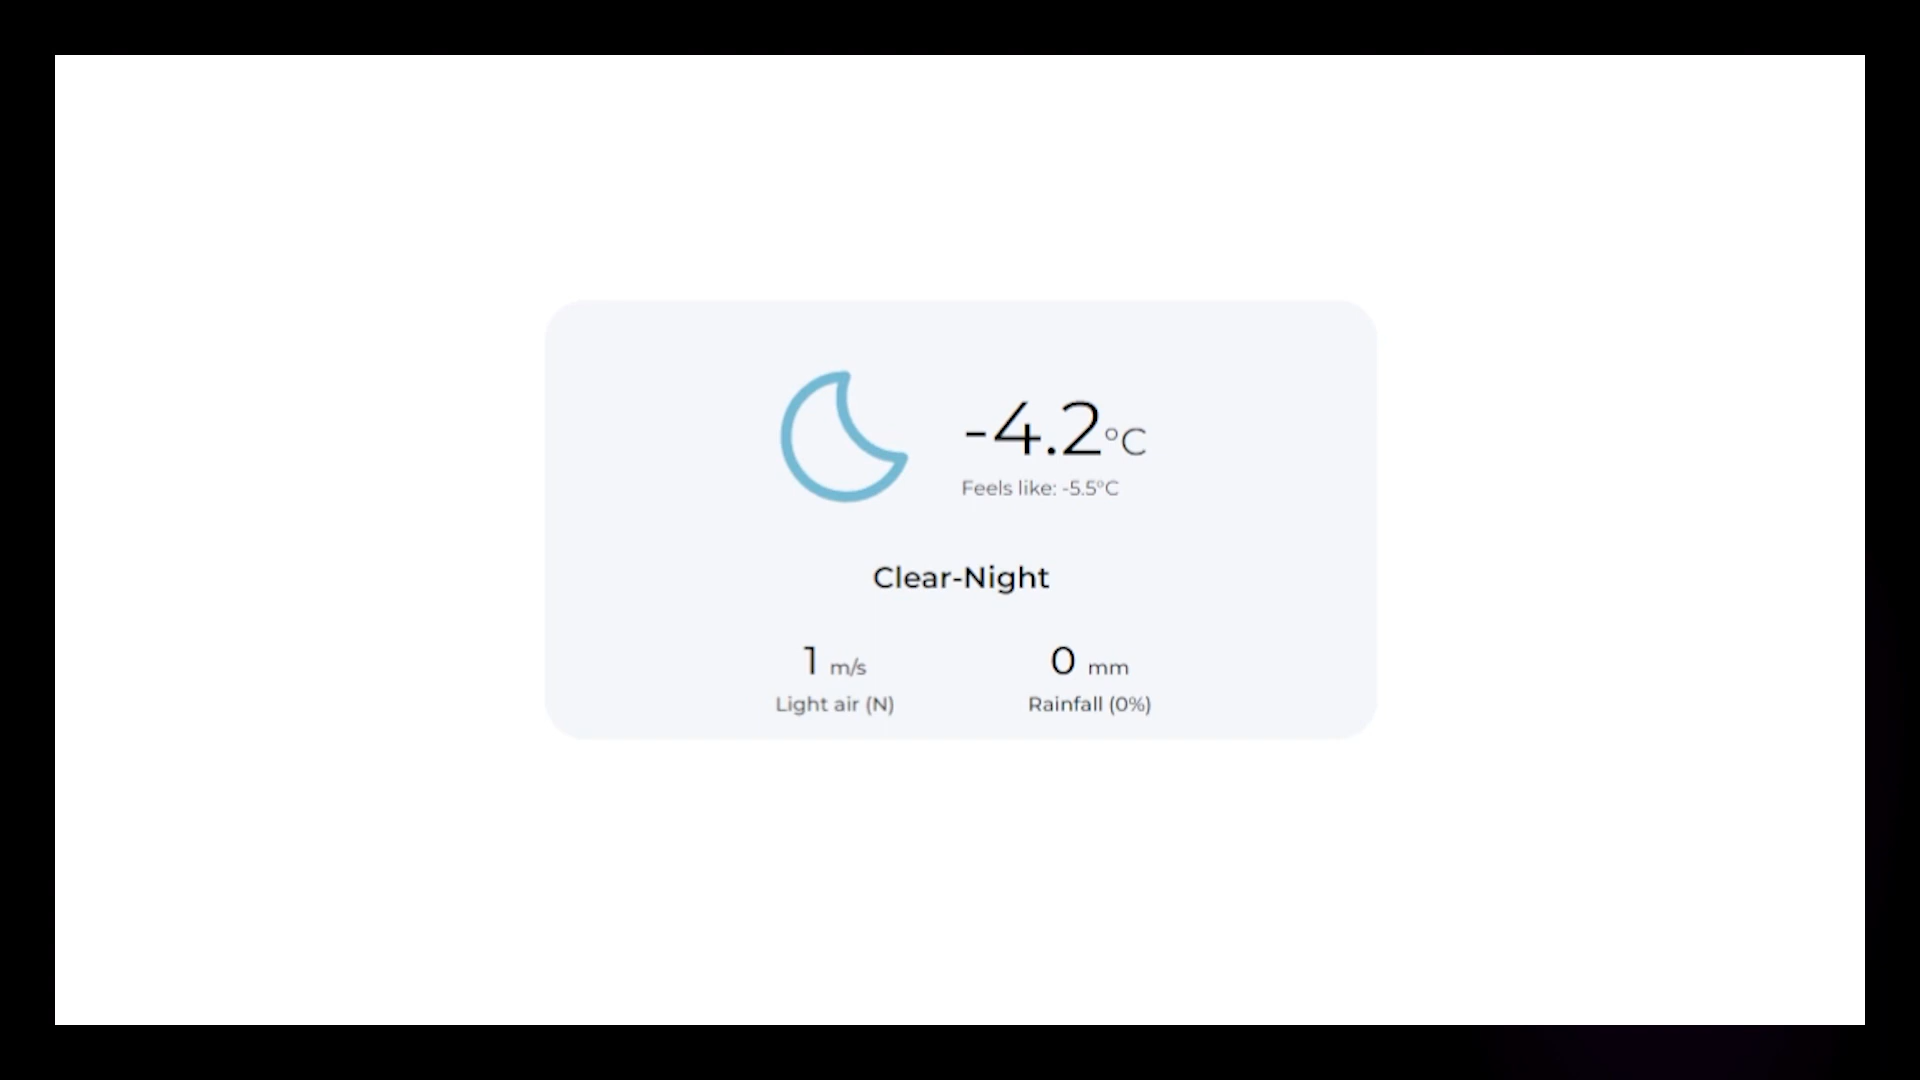 -4.2°C
Feels like: -5.5°C
Clear-Night
1 m/s
Light air (N)
0 mm
Rainfall (0%)